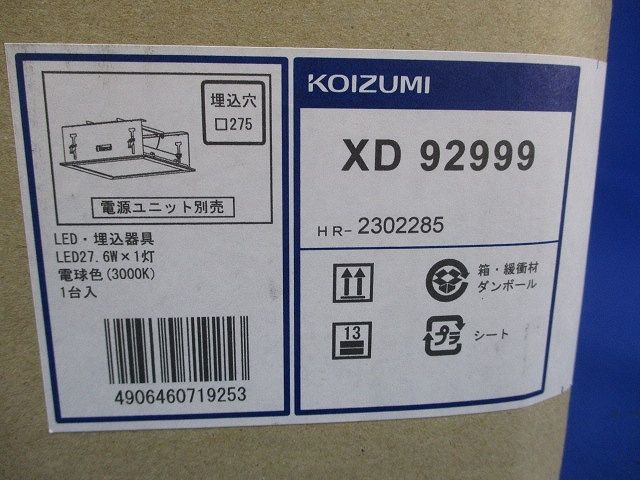 埋込穴
□275
電源ユニット別売
LED・埋込器具
LED27.6W×1灯
電球色(3000K)
1台入
4906460719253
KOIZUMI
XD 92999
HR-2302285
箱・緩衝材
ダンボール
13
プラ
シート